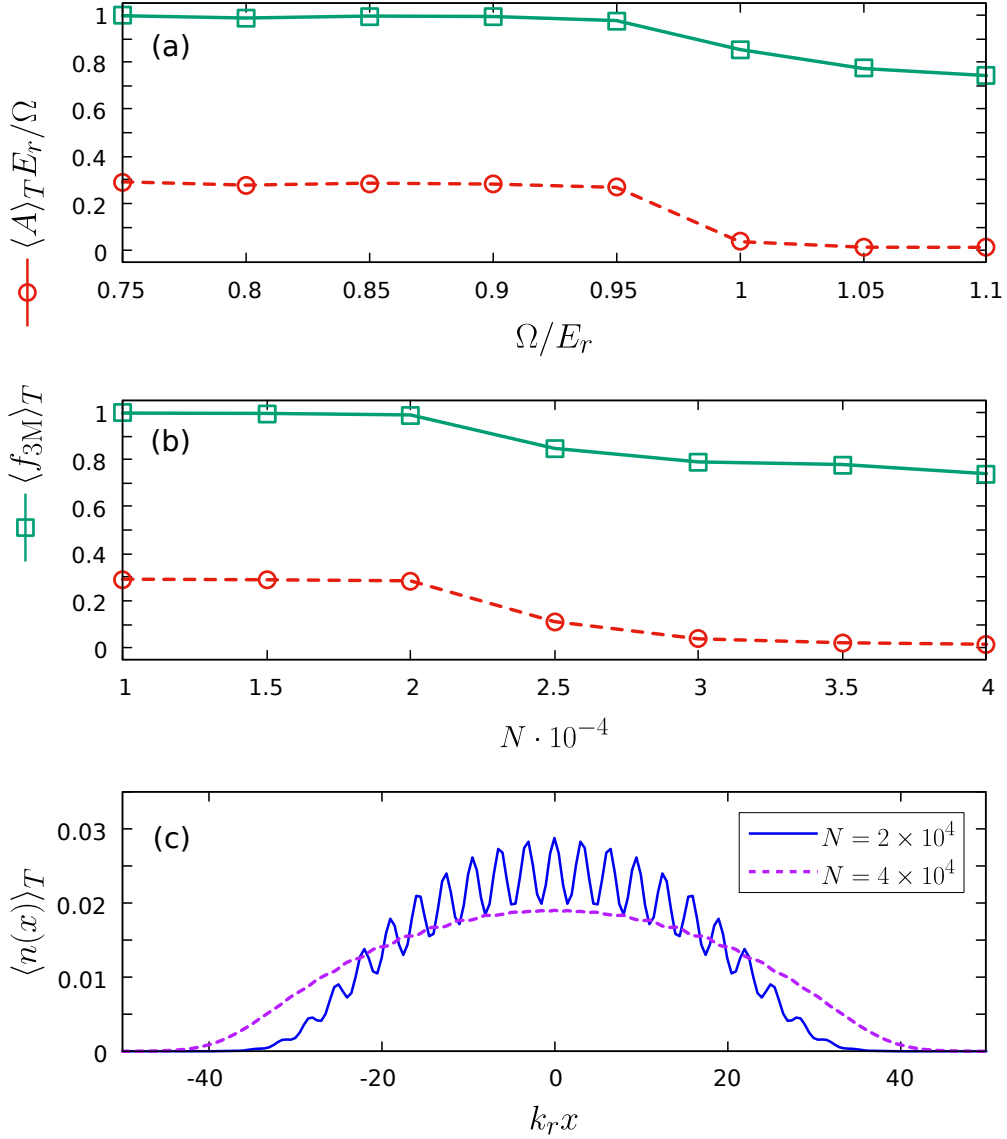 ⟨A⟩_T E_r/Ω
⟨f_3M⟩_T
(a)
1
0.8
0.6
0.4
0.2
0
0.75 0.8 0.85 0.9 0.95 1 1.05 1.1
Ω/E_r
(b)
1
0.8
0.6
0.4
0.2
0
1 1.5 2 2.5 3 3.5 4
N · 10^−4
⟨n(x)⟩_T
(c)
N = 2 × 10^4
N = 4 × 10^4
0.03
0.02
0.01
0
-40 -20 0 20 40
k_r x